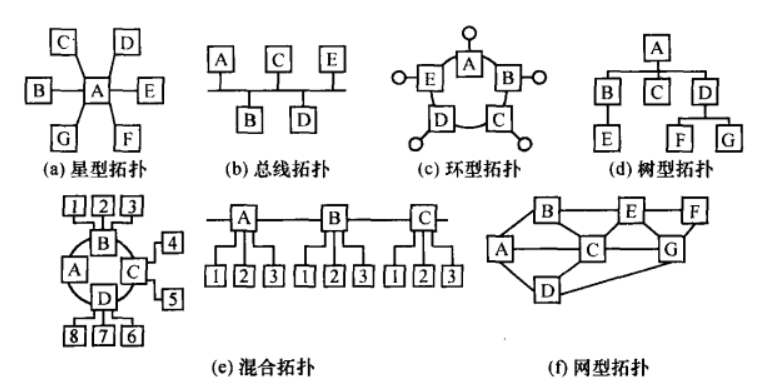 C D
B A E
G F
(a) 星型拓扑
A C E
B D
(b) 总线拓扑
A
E B
D C
(c) 环型拓扑
A
B C D
E F G
(d) 树型拓扑
1 2 3
B
A C 4
5
D
8 7 6
A B C
1 2 3 1 2 3 1 2 3
(e) 混合拓扑
B E F
A C G
D
(f) 网型拓扑